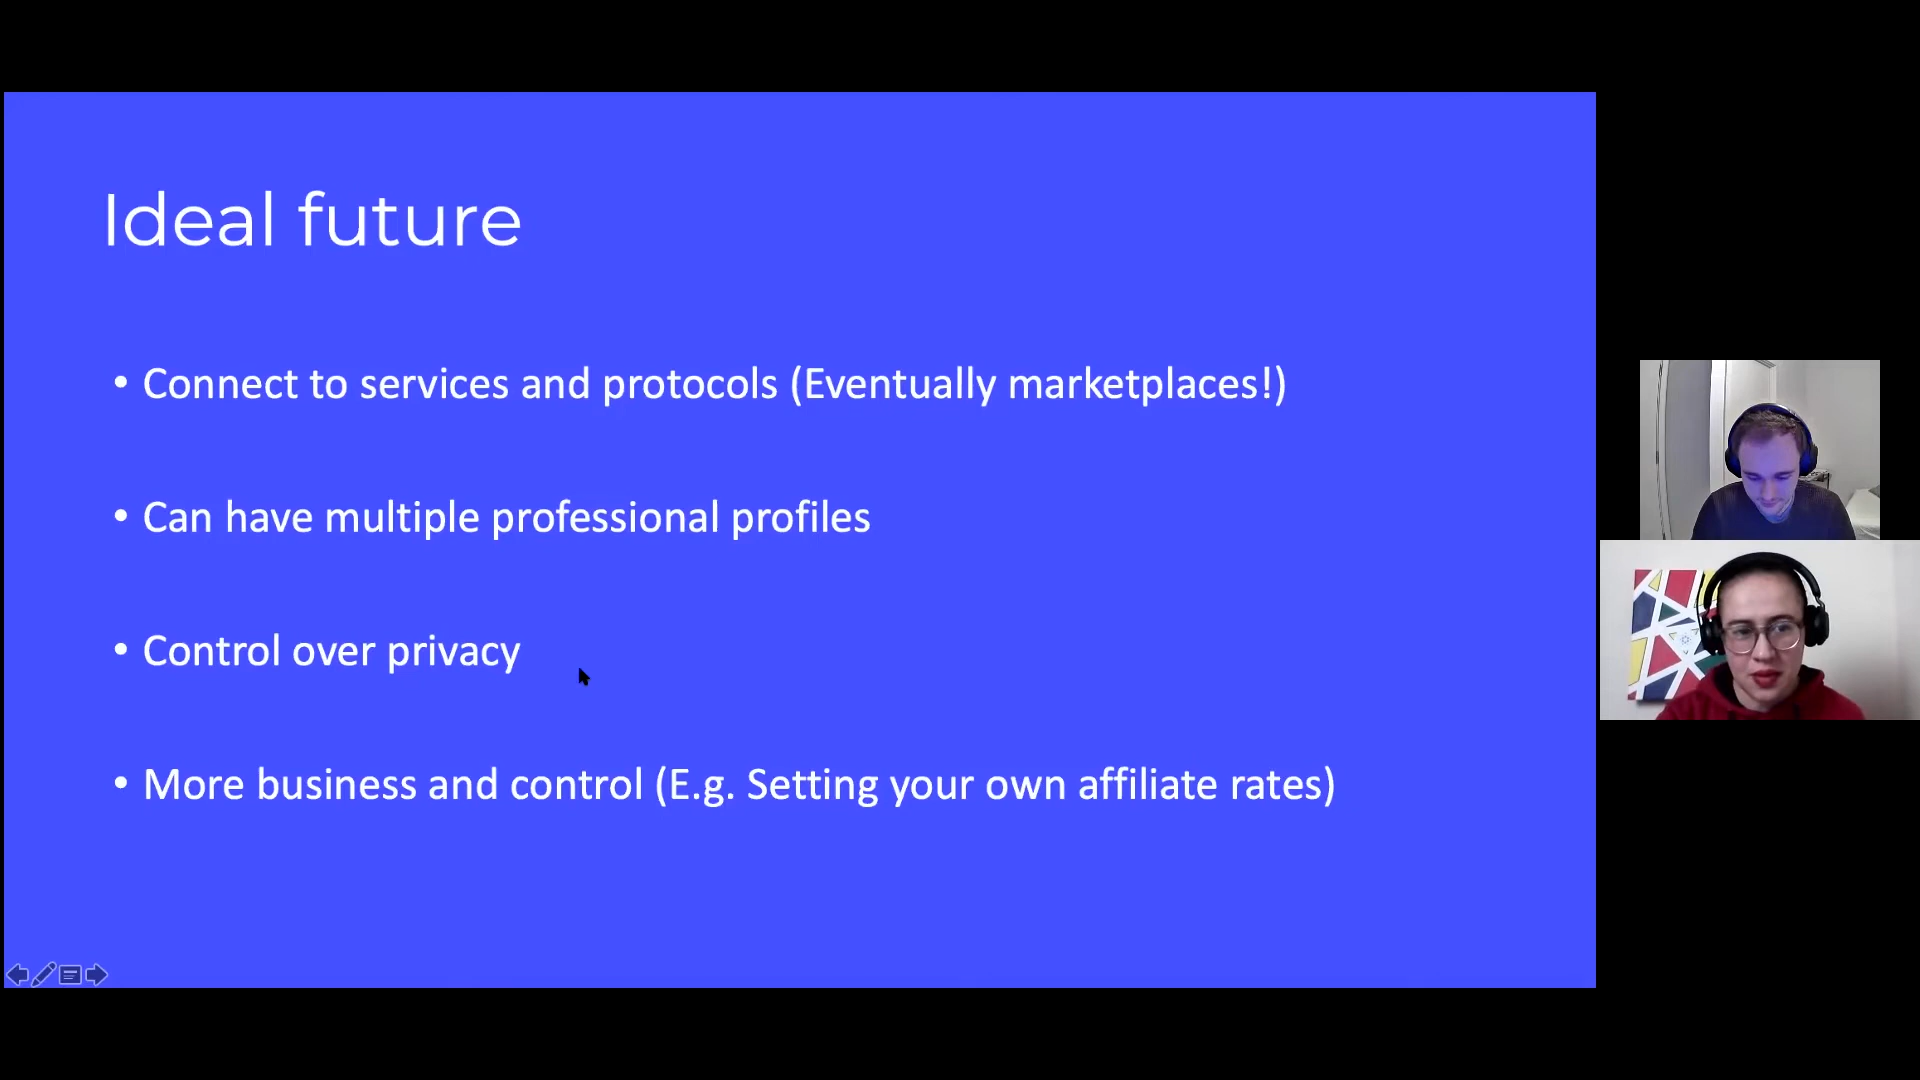 Ideal future
• Connect to services and protocols (Eventually marketplaces!)
• Can have multiple professional profiles
• Control over privacy
• More business and control (E.g. Setting your own affiliate rates)